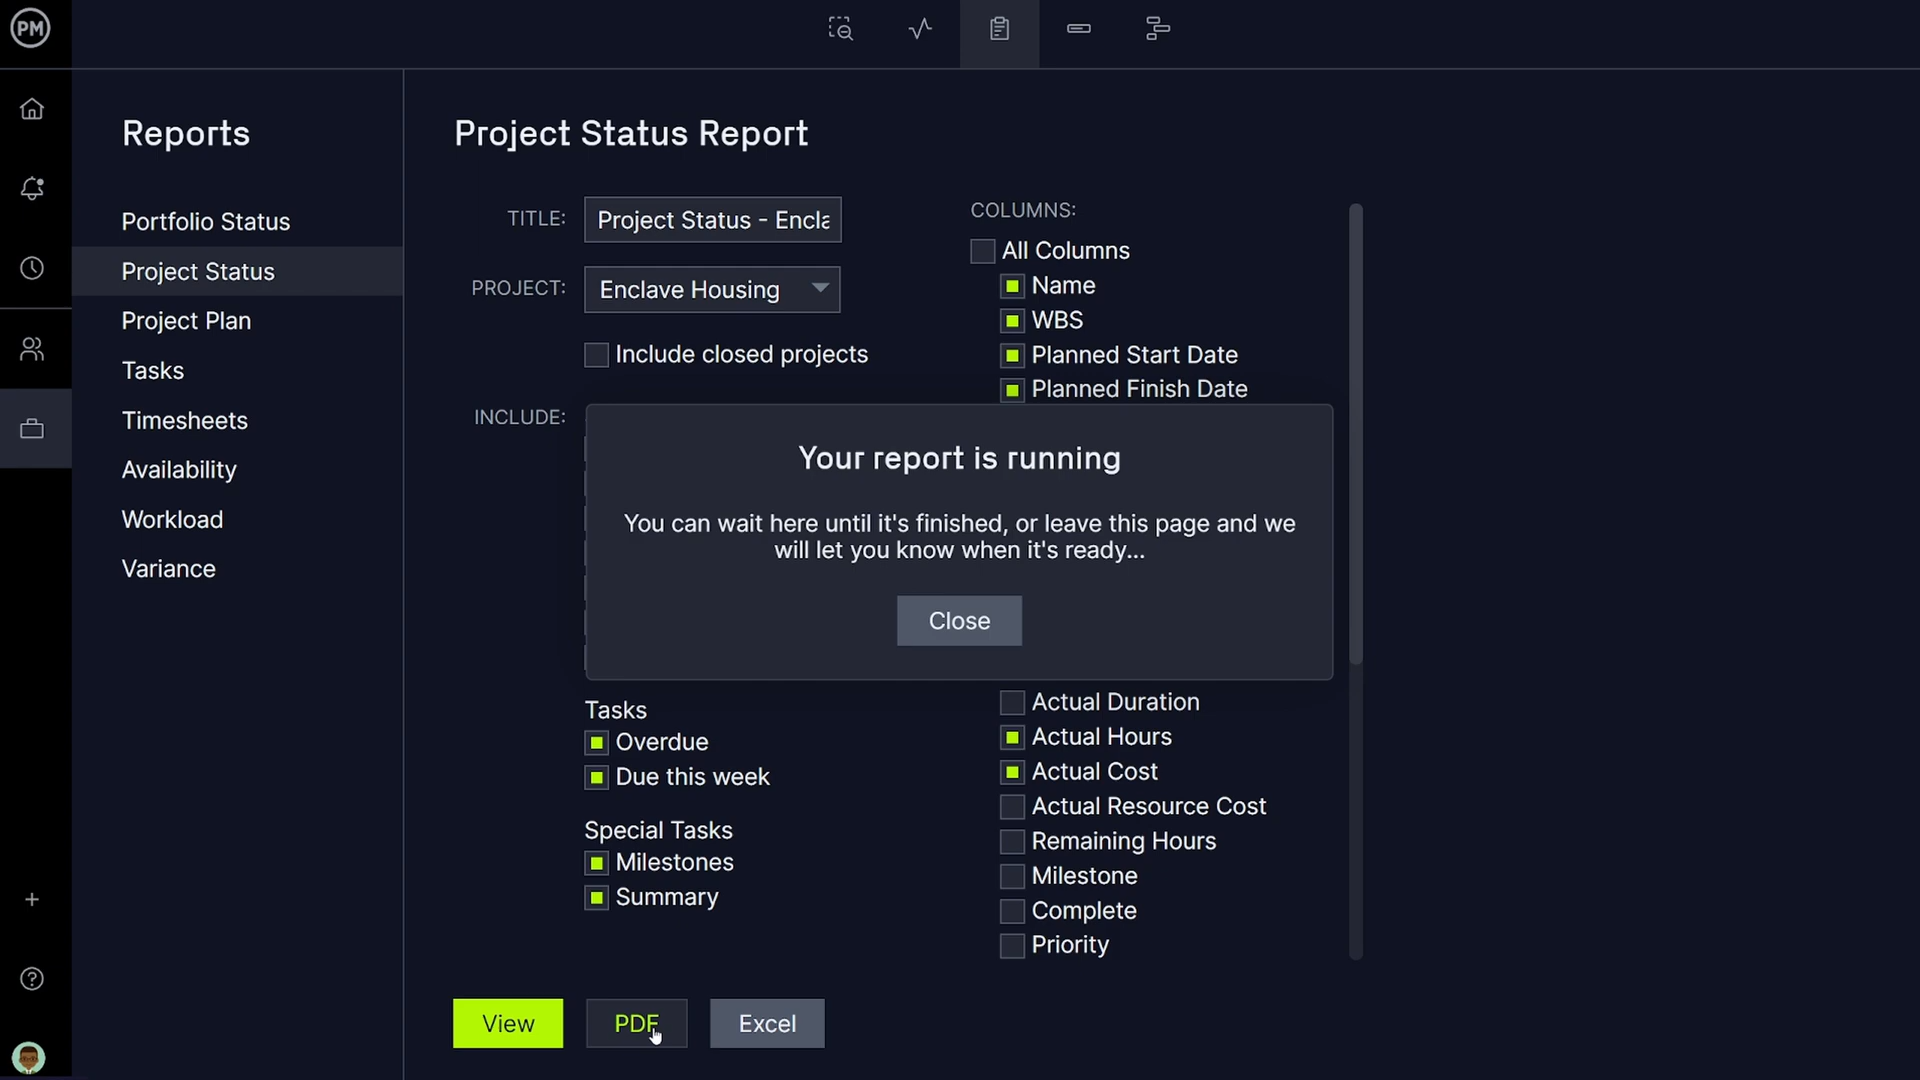 PM
Reports
Portfolio Status
Project Status
Project Plan
Tasks
Timesheets
Availability
Workload
Variance
Project Status Report
TITLE:
Project Status - Encla
PROJECT:
Enclave Housing
Include closed projects
INCLUDE:
Tasks
Overdue
Due this week
Special Tasks
Milestones
Summary
COLUMNS:
All Columns
Name
WBS
Planned Start Date
Planned Finish Date
Your report is running
You can wait here until it's finished, or leave this page and we
will let you know when it's ready...
Close
Actual Duration
Actual Hours
Actual Cost
Actual Resource Cost
Remaining Hours
Milestone
Complete
Priority
View
PDF
Excel